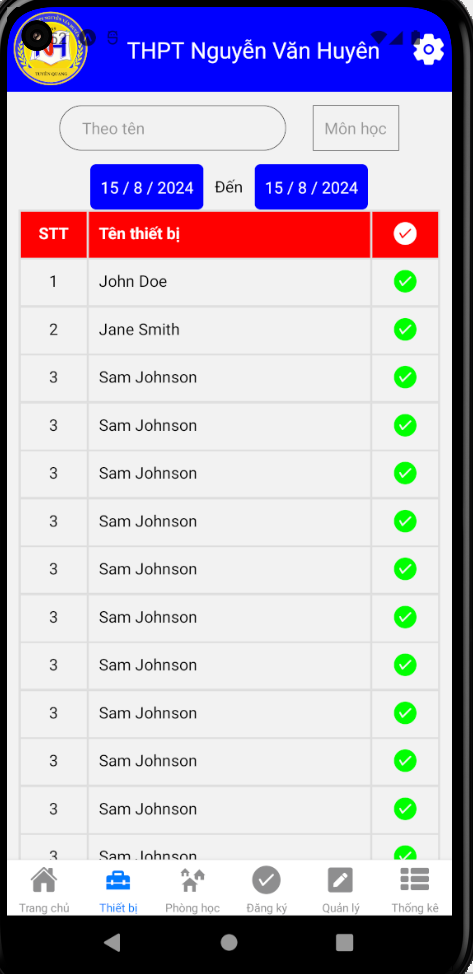 THPT Nguyễn Văn Huyên
TUYÊN QUANG
Theo tên
Môn học
15 / 8 / 2024 Đến 15 / 8 / 2024
STT Tên thiết bị
1 John Doe
2 Jane Smith
3 Sam Johnson
3 Sam Johnson
3 Sam Johnson
3 Sam Johnson
3 Sam Johnson
3 Sam Johnson
3 Sam Johnson
3 Sam Johnson
3 Sam Johnson
3 Sam Johnson
3 Sam Johnson
Trang chủ Thiết bị Phòng học Đăng ký Quản lý Thống kê